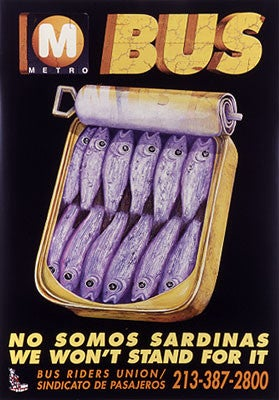 M
METRO
BUS
NO SOMOS SARDINAS
WE WON'T STAND FOR IT
BUS RIDERS UNION/
SINDICATO DE PASAJEROS
213-387-2800